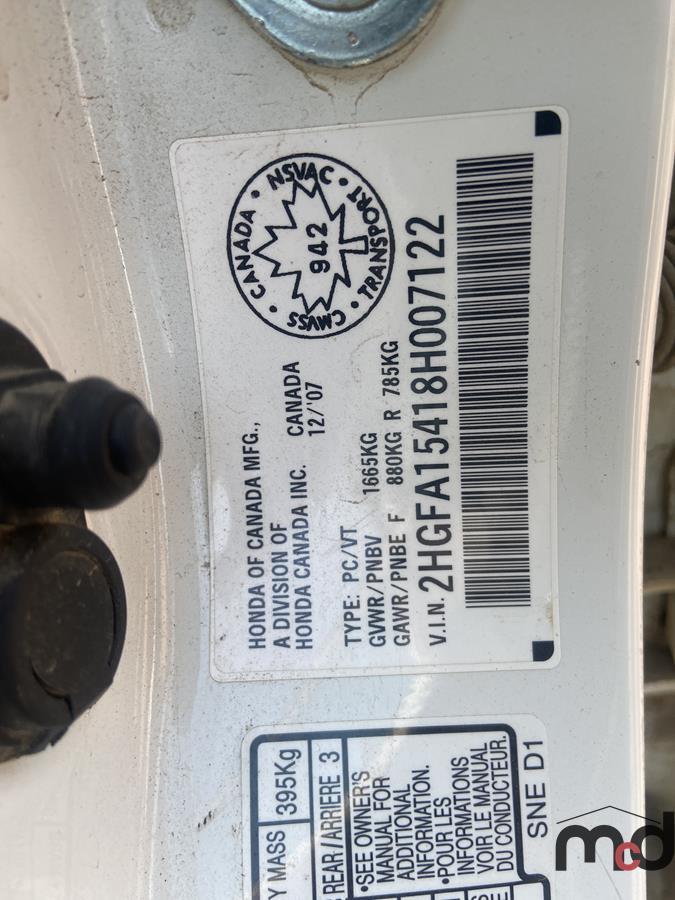 CANADA • NSVAC • TRANSPORT • CMVSS •
942
HONDA OF CANADA MFG.,
A DIVISION OF
HONDA CANADA INC. CANADA
12/'07
TYPE: PC/VT
GVWR/PNBV 1665KG
GAWR/PNBE F 880KG R 785KG
V.I.N. 2HGFA15418H007122
Y MASS 395Kg
REAR/ARRIERE 3
•SEE OWNER'S
MANUAL FOR
ADDITIONAL
INFORMATION.
•POUR LES
INFORMATIONS
VOIR LE MANUAL
DU CONDUCTEUR.
SNE D1
mcd